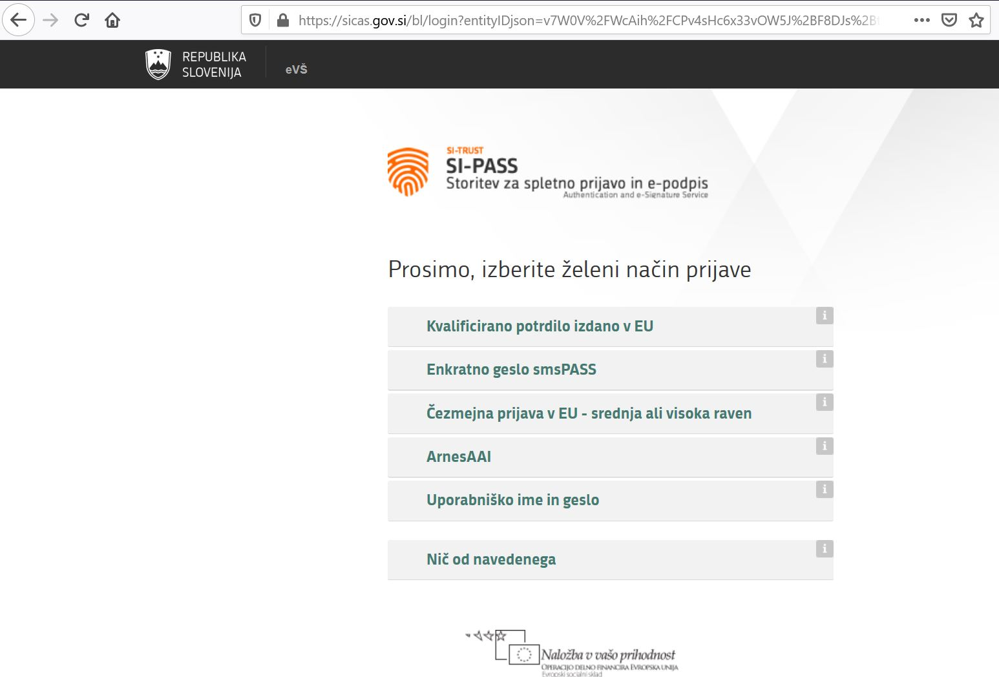 https://sicas.gov.si/bl/login?entityIDjson=v7W0V%2FWcAih%2FCPv4sHc6x33vOW5J%2BF8DJs%2B
REPUBLIKA
SLOVENIJA
eVŠ
SI-TRUST
SI-PASS
Storitev za spletno prijavo in e-podpis
Authentication and e-Signature Service
Prosimo, izberite želeni način prijave
Kvalificirano potrdilo izdano v EU
i
Enkratno geslo smsPASS
i
Čezmejna prijava v EU - srednja ali visoka raven
i
ArnesAAI
i
Uporabniško ime in geslo
i
Nič od navedenega
i
Naložba v vašo prihodnost
OPERACIJO DELNO FINANCIRA EVROPSKA UNIJA
Evropski socialni sklad